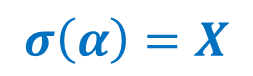 σ(α) = X